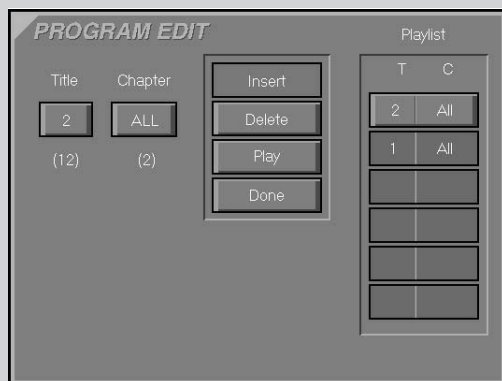 PROGRAM EDIT
Playlist
Title Chapter
2 ALL
(12) (2)
Insert
Delete
Play
Done
T C
2 All
1 All